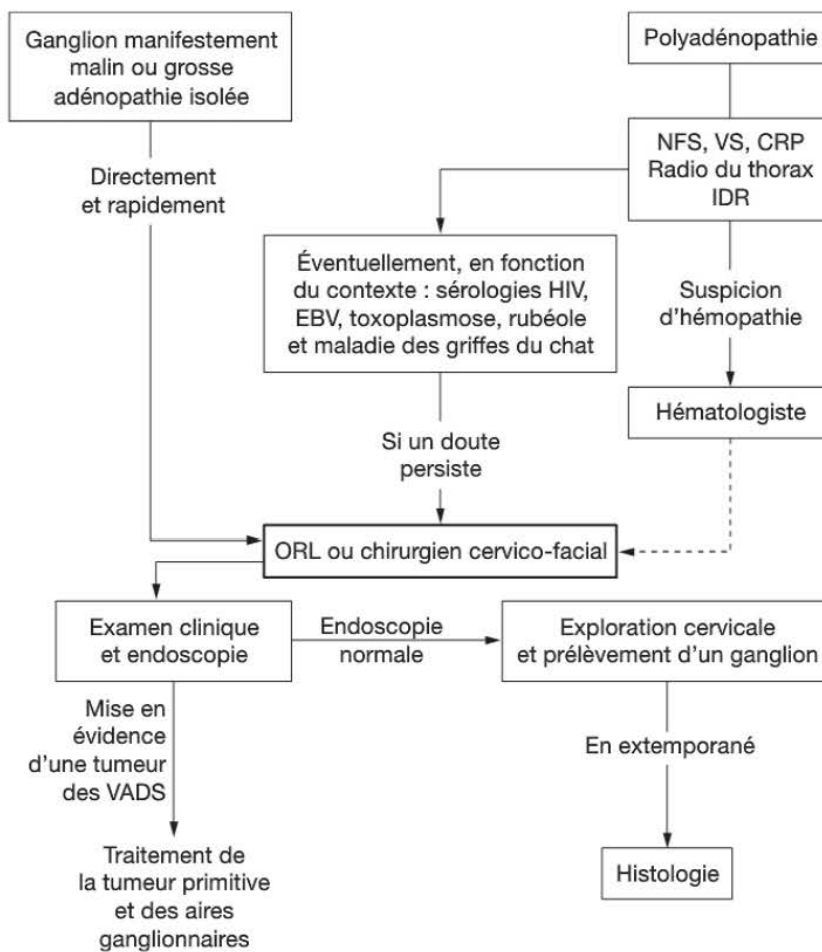 Ganglion manifestement
malin ou grosse
adénopathie isolée
Polyadénopathie
NFS, VS, CRP
Radio du thorax
IDR
Directement
et rapidement
Éventuellement, en fonction
du contexte : sérologies HIV,
EBV, toxoplasmose, rubéole
et maladie des griffes du chat
Suspicion
d'hémopathie
Hématologiste
Si un doute
persiste
ORL ou chirurgien cervico-facial
Examen clinique
et endoscopie
Endoscopie
normale
Exploration cervicale
et prélèvement d'un ganglion
Mise en
évidence
d'une tumeur
des VADS
En extemporané
Traitement de
la tumeur primitive
et des aires
ganglionnaires
Histologie